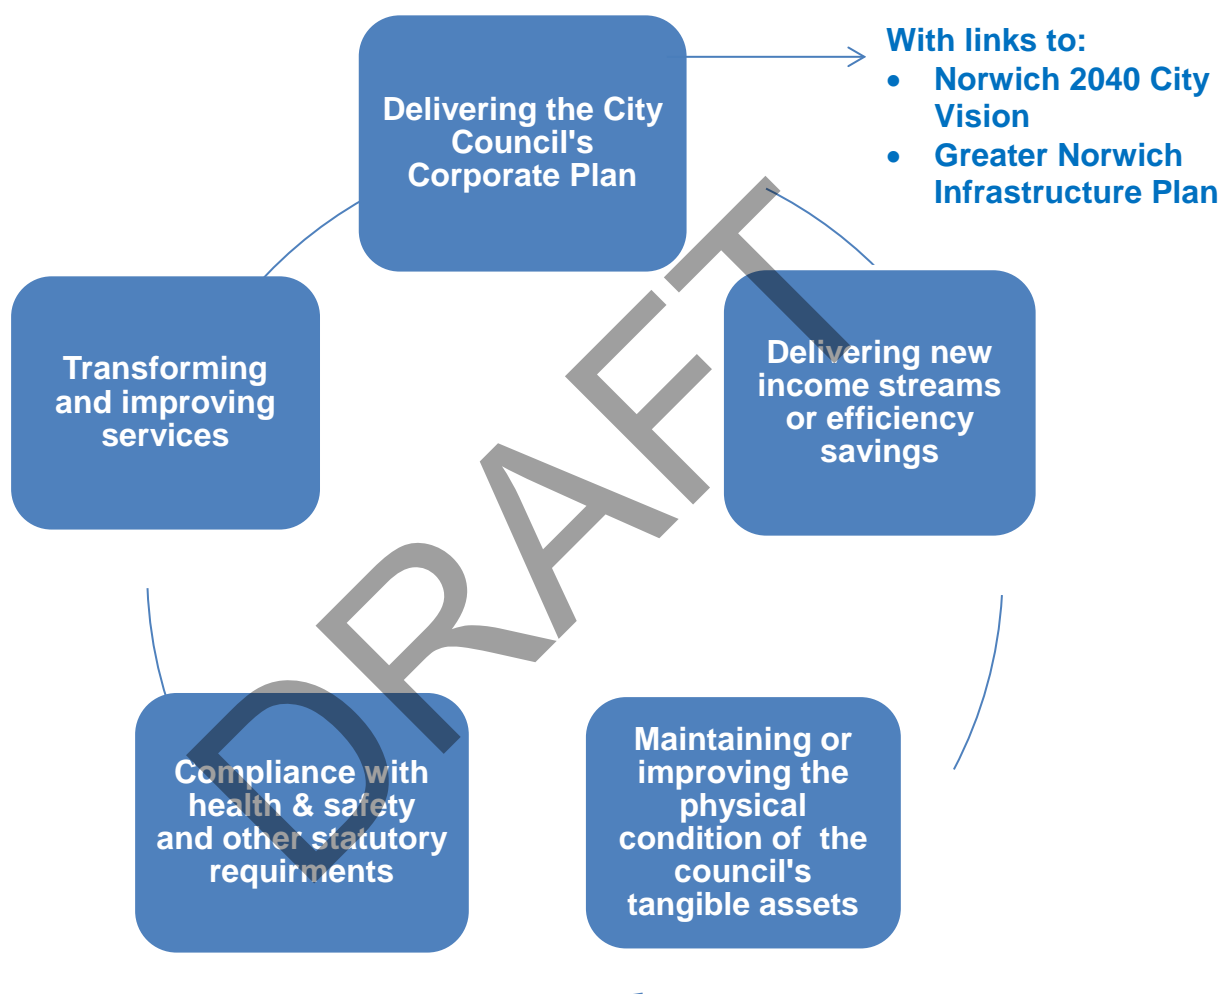 Delivering the City
Council's
Corporate Plan
With links to:
• Norwich 2040 City
Vision
• Greater Norwich
Infrastructure Plan
Transforming
and improving
services
Delivering new
income streams
or efficiency
savings
Compliance with
health & safety
and other statutory
requirments
Maintaining or
improving the
physical
condition of  the
council's
tangible assets
DRAFT